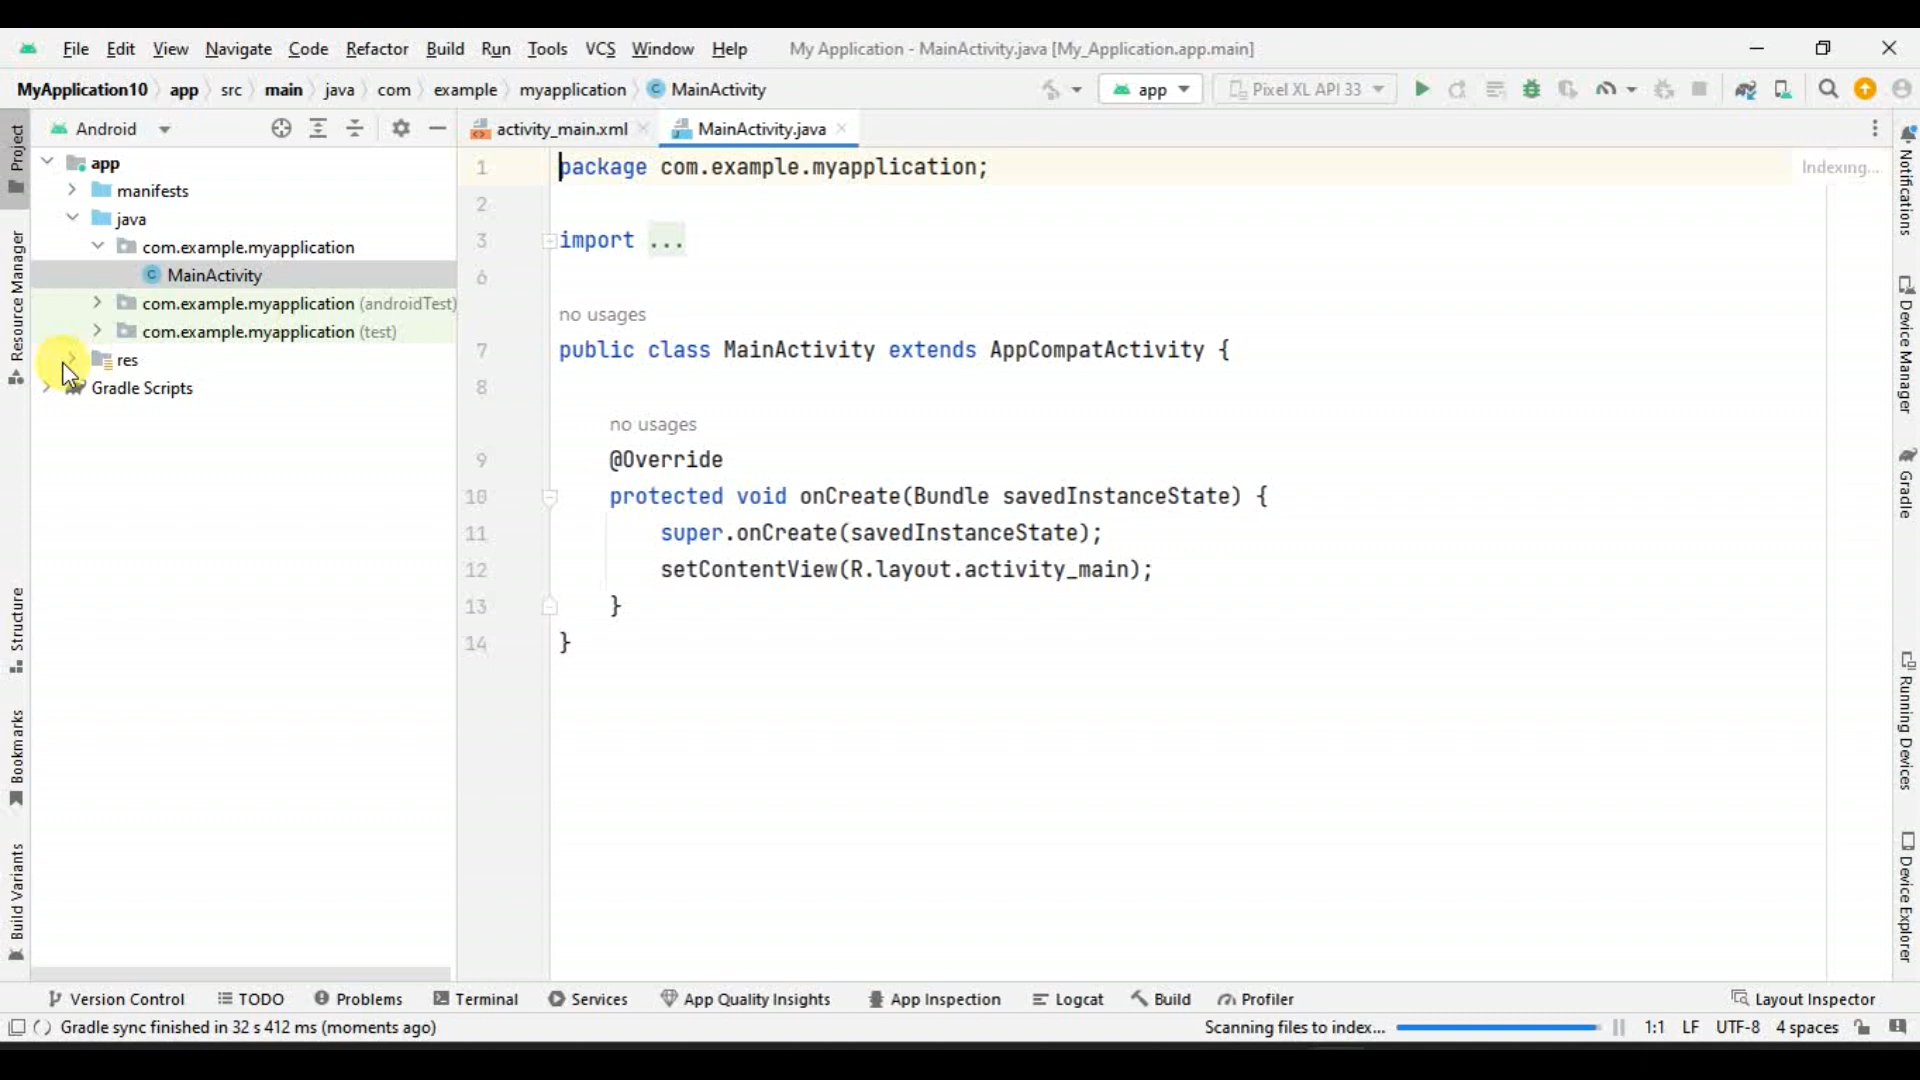 File Edit View Navigate Code Refactor Build Run Tools VCS Window Help My Application - MainActivity.java [My_Application.app.main]
MyApplication10 app src main java com example myapplication MainActivity app Pixel XL API 33
Android activity_main.xml MainActivity.java
app
manifests
java
com.example.myapplication
MainActivity
com.example.myapplication (androidTest)
com.example.myapplication (test)
res
Gradle Scripts
1 package com.example.myapplication; Indexing...
2
3 import ...
6
no usages
7 public class MainActivity extends AppCompatActivity {
8
no usages
9 @Override
10 protected void onCreate(Bundle savedInstanceState) {
11 super.onCreate(savedInstanceState);
12 setContentView(R.layout.activity_main);
13 }
14 }
Project
Resource Manager
Structure
Bookmarks
Build Variants
Notifications
Device Manager
Gradle
Running Devices
Device Explorer
Version Control TODO Problems Terminal Services App Quality Insights App Inspection Logcat Build Profiler Layout Inspector
Gradle sync finished in 32 s 412 ms (moments ago) Scanning files to index... 1:1 LF UTF-8 4 spaces